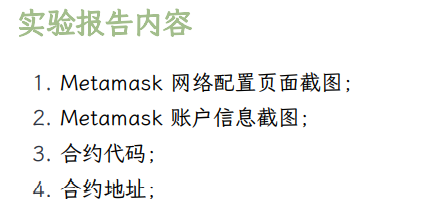 实验报告内容
1. Metamask 网络配置页面截图；
2. Metamask 账户信息截图；
3. 合约代码；
4. 合约地址；